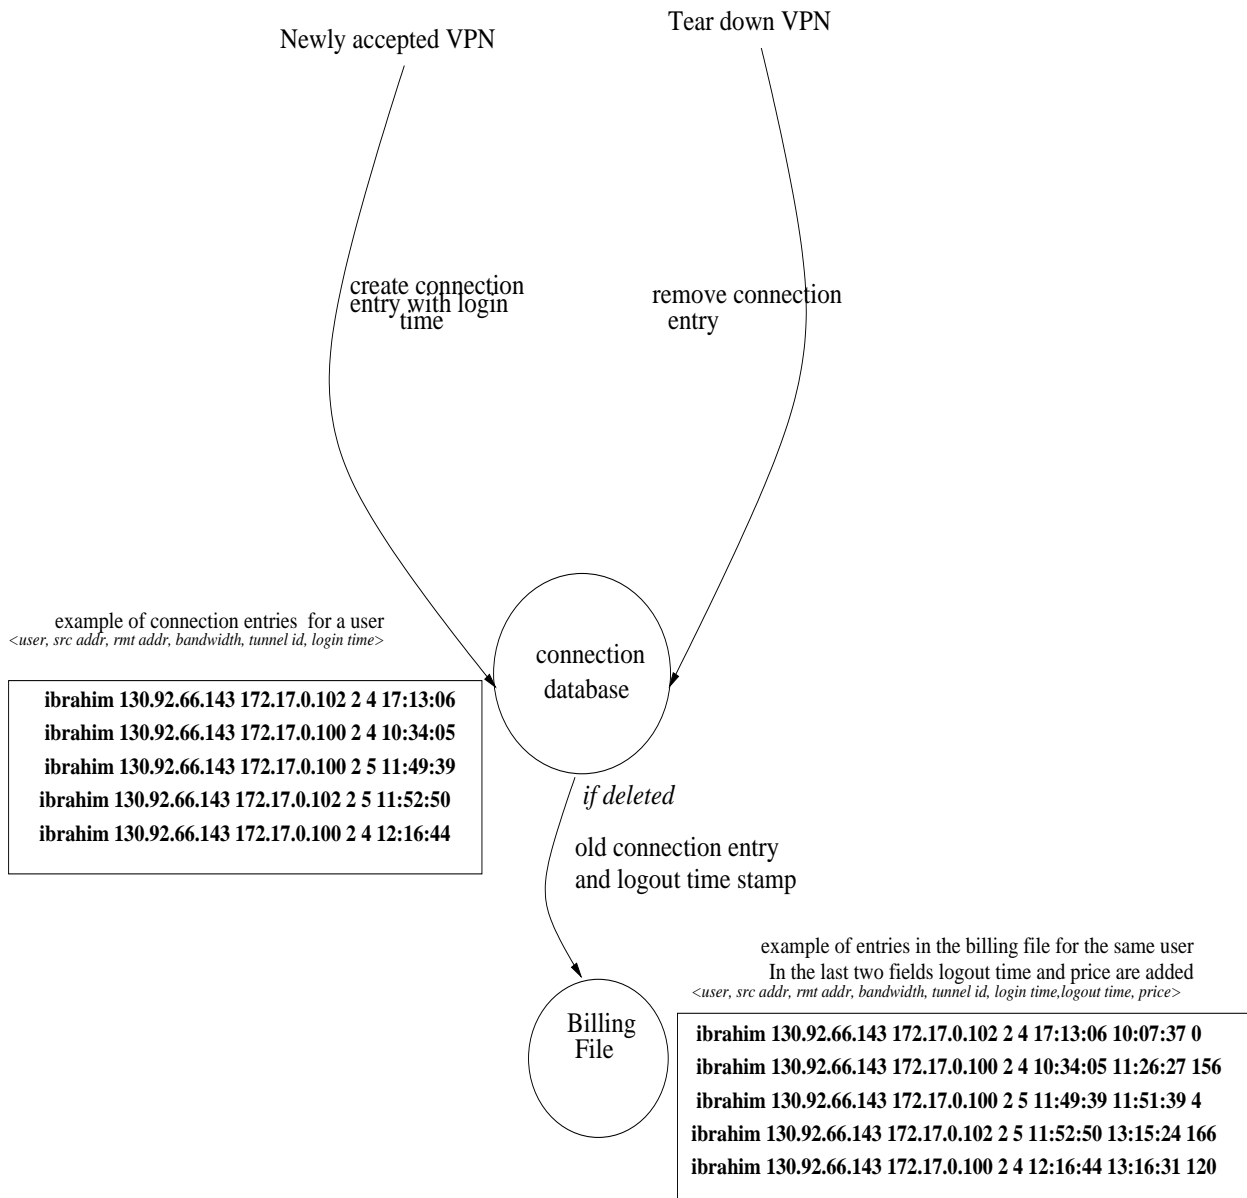 Newly accepted VPN
Tear down VPN
create connection
entry with login
time
remove connection
entry
example of connection entries for a user
<user, src addr, rmt addr, bandwidth, tunnel id, login time>
ibrahim 130.92.66.143 172.17.0.102 2 4 17:13:06
ibrahim 130.92.66.143 172.17.0.100 2 4 10:34:05
ibrahim 130.92.66.143 172.17.0.100 2 5 11:49:39
ibrahim 130.92.66.143 172.17.0.102 2 5 11:52:50
ibrahim 130.92.66.143 172.17.0.100 2 4 12:16:44
connection
database
if deleted
old connection entry
and logout time stamp
Billing
File
example of entries in the billing file for the same user
In the last two fields logout time and price are added
<user, src addr, rmt addr, bandwidth, tunnel id, login time,logout time, price>
ibrahim 130.92.66.143 172.17.0.102 2 4 17:13:06 10:07:37 0
ibrahim 130.92.66.143 172.17.0.100 2 4 10:34:05 11:26:27 156
ibrahim 130.92.66.143 172.17.0.100 2 5 11:49:39 11:51:39 4
ibrahim 130.92.66.143 172.17.0.102 2 5 11:52:50 13:15:24 166
ibrahim 130.92.66.143 172.17.0.100 2 4 12:16:44 13:16:31 120